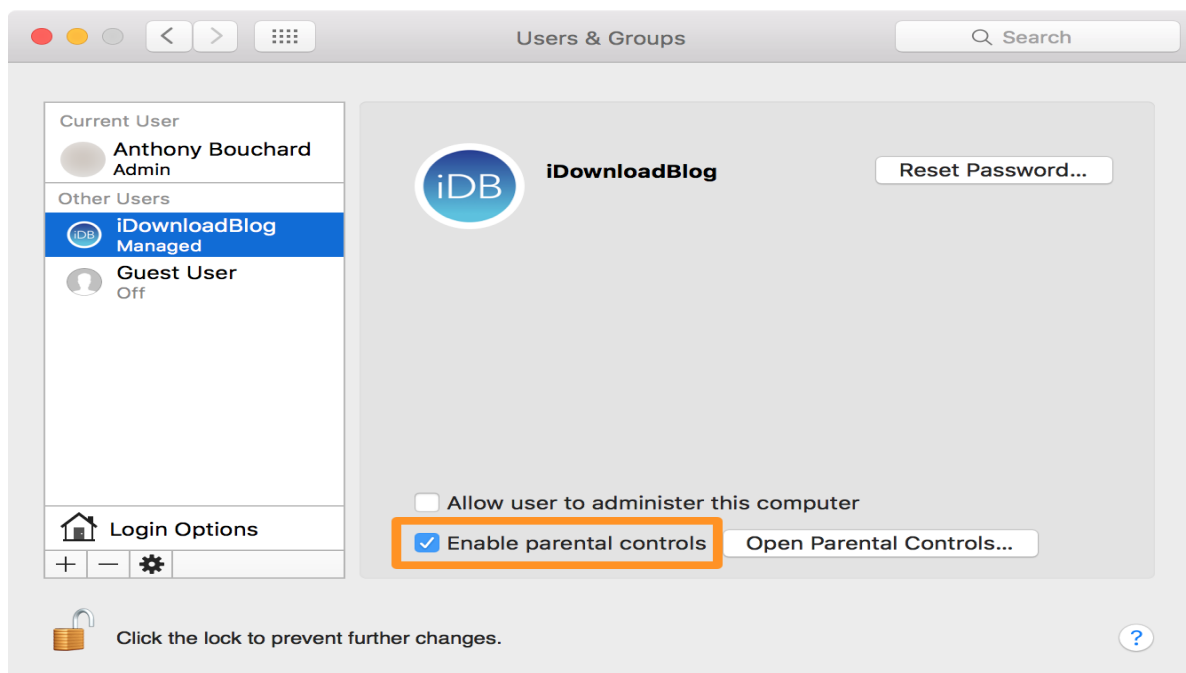 Users & Groups
Search
Current User
Anthony Bouchard
Admin
Other Users
iDB
iDownloadBlog
Managed
Guest User
Off
Login Options
iDB
iDownloadBlog
Reset Password...
Allow user to administer this computer
Enable parental controls
Open Parental Controls...
Click the lock to prevent further changes.
?